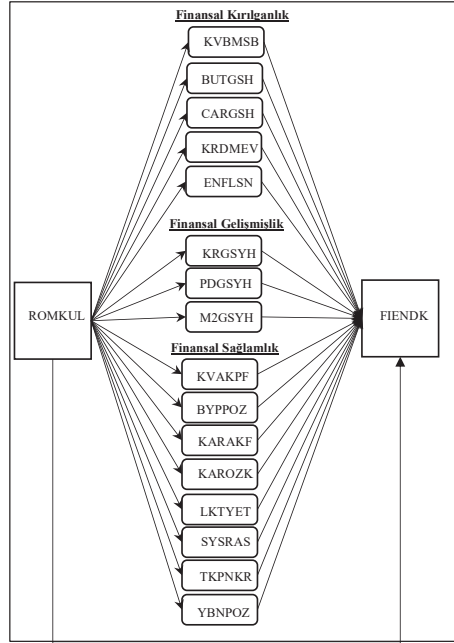 Finansal Kırılganlık
KVBMSB
BUTGSH
CARGSH
KRDMEV
ENFLSN
Finansal Gelişmişlik
KRGSYH
PDGSYH
M2GSYH
ROMKUL
FIENDK
Finansal Sağlamlık
KVAKPF
BYPPOZ
KARAKF
KAROZK
LKTYET
SYSRAS
TKPNKR
YBNPOZ